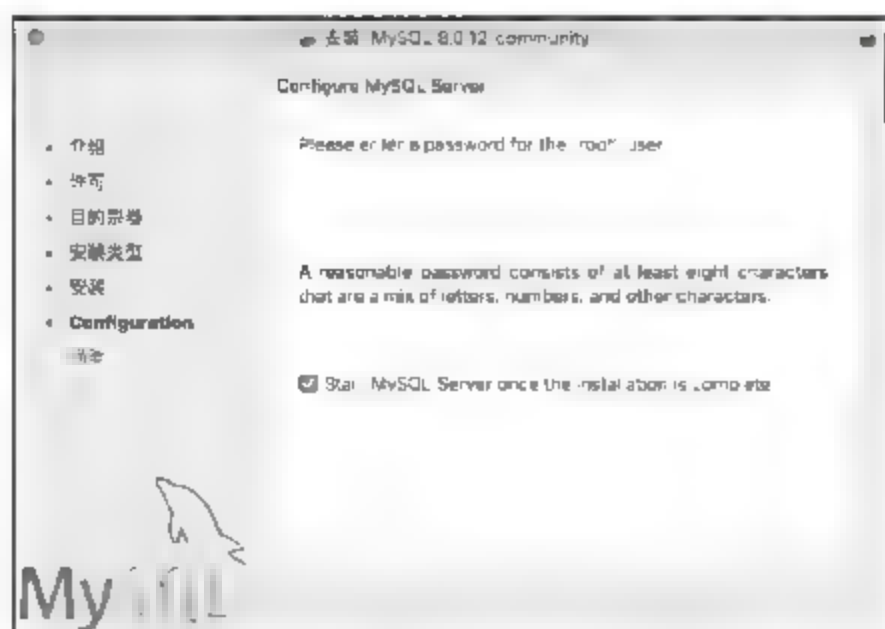 安装 MySQL 8.0.12 community
Configure MySQL Server
介绍
许可
目的宗卷
安装类型
安装
Configuration
Please enter a password for the "root" user
A reasonable password consists of at least eight characters
that are a mix of letters, numbers, and other characters.
Start MySQL Server once the installation is complete
MySQL